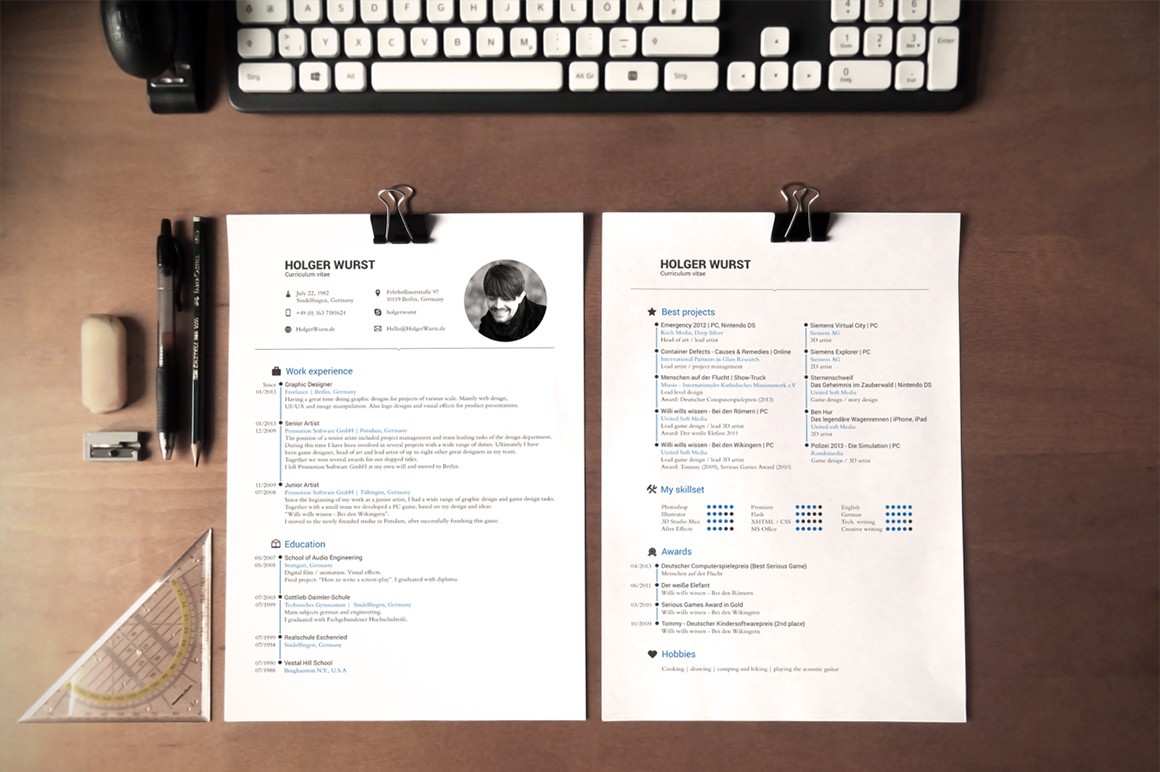 Strg
Alt
Alt Gr
Strg
0
1
2
3
4
5
6
Enter
Y
X
C
V
B
N
M
H
J
K
L
Ö
Ä
HOLGER WURST
Curriculum vitae
July 22, 1982
Sindelfingen, Germany
+49 (0) 163 7981624
HolgerWurst.de
Fehrbellinerstraße 97
10119 Berlin, Germany
holgerwurst
Hello@HolgerWurst.de
Work experience
Since
01/2013
Graphic Designer
Freelance | Berlin, Germany
Having a great time doing graphic designs for projects of various scale. Mainly web design,
UI/UX and image manipulation. Also logo designs and visual effects for product presentations.
01/2013
12/2009
Senior Artist
Promotion Software GmbH | Potsdam, Germany
The position of a senior artist included project management and team leading tasks of the design department.
During this time I have been involved in several projects with a wide range of duties. Ultimately I have
been game designer, head of art and lead artist of up to eight other great designers in my team.
Together we won several awards for our shipped titles.
I left Promotion Software GmbH at my own will and moved to Berlin.
11/2009
07/2008
Junior Artist
Promotion Software GmbH | Tübingen, Germany
Since the beginning of my work as a junior artist, I had a wide range of graphic design and game design tasks.
Together with a small team we developed a PC game, based on my design and idea:
"Willi wills wissen - Bei den Wikingern".
I moved to the newly founded studio in Potsdam, after successfully finishing this game.
Education
School of Audio Engineering
Stuttgart, Germany
Digital film / animation. Visual effects.
Final project: "How to write a screen-play". I graduated with diploma.
07/2003
07/1999
Gottlieb-Daimler-Schule
Technisches Gymnasium | Sindelfingen, Germany
Main subjects german and engineering.
I graduated with Fachgebundener Hochschulreife.
07/1999
07/1994
Realschule Eschenried
Sindelfingen, Germany
07/1990
07/1988
Vestal Hill School
Binghamton N.Y., U.S.A
HOLGER WURST
Curriculum vitae
Best projects
Emergency 2012 | PC, Nintendo DS
Koch Media, Deep Silver
Head of art / lead artist
Container Defects - Causes & Remedies | Online
International Partners in Glass Research
Lead artist / project management
Menschen auf der Flucht | Show-Truck
Missio - Internationales Katholisches Missionswerk e.V
Lead level design
Award: Deutscher Computerspielepreis (2013)
Willi wills wissen - Bei den Römern | PC
United Soft Media
Lead game design / lead 3D artist
Award: Der weiße Elefant 2011
Willi wills wissen - Bei den Wikingern | PC
United Soft Media
Lead game design / lead 3D artist
Award: Tommy (2009), Serious Games Award (2010)
Siemens Virtual City | PC
Siemens AG
3D artist
Siemens Explorer | PC
Siemens AG
2D artist
Sternenschweif
Das Geheimnis im Zauberwald | Nintendo DS
United Soft Media
Game design / story design
Ben Hur
Das legendäre Wagenrennen | iPhone, iPad
United soft Media
2D artist
Polizei 2013 - Die Simulation | PC
Rondomedia
Game design / 3D artist
My skillset
Photoshop
Illustrator
3D Studio Max
After Effects
Premiere
Flash
XHTML / CSS
MS Office
English
German
Tech. writing
Creative writing
Awards
04/2013
Deutscher Computerspielepreis (Best Serious Game)
Menschen auf der Flucht
06/2011
Der weiße Elefant
Willi wills wissen - Bei den Römern
03/2010
Serious Games Award in Gold
Willi wills wissen - Bei den Wikingern
10/2009
Tommy - Deutscher Kindersoftwarepreis (2nd place)
Willi wills wissen - Bei den Wikingern
Hobbies
Cooking | drawing | camping and hiking | playing the acoustic guitar